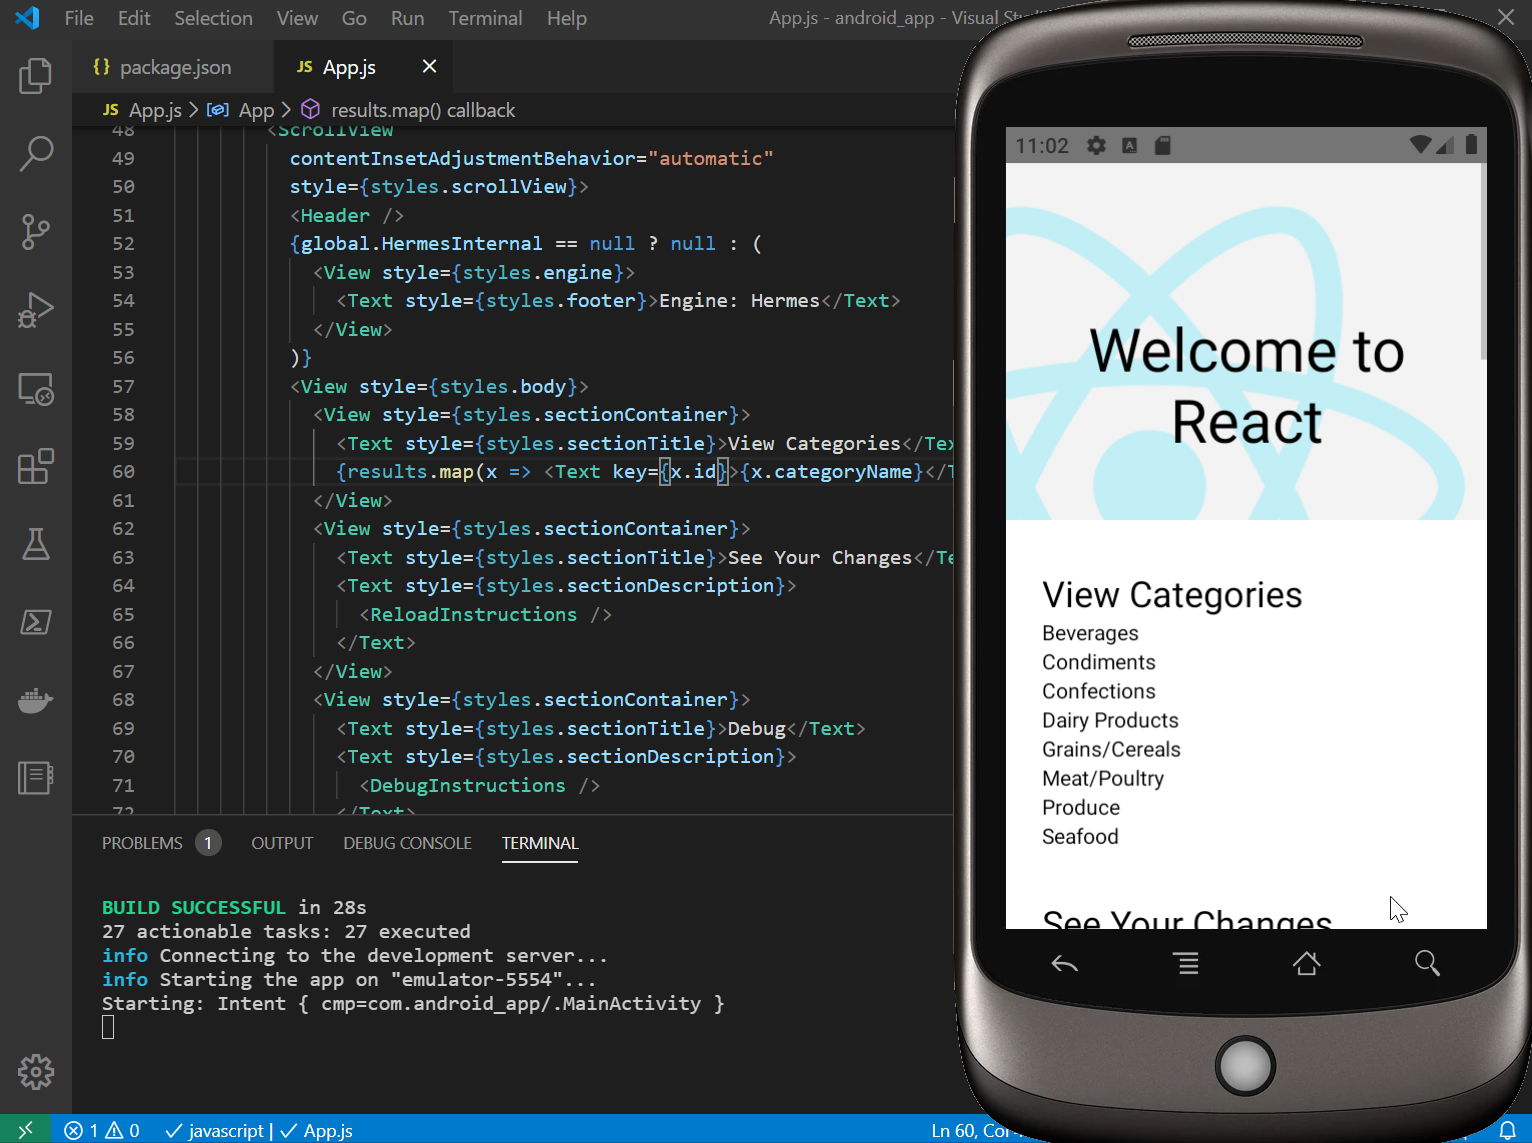 File Edit Selection View Go Run Terminal Help
App.js - android_app - Visual
{} package.json
JS App.js
JS App.js > App > results.map() callback
48 <ScrollView
49 contentInsetAdjustmentBehavior="automatic"
50 style={styles.scrollView}>
51 <Header />
52 {global.HermesInternal == null ? null : (
53 <View style={styles.engine}>
54 <Text style={styles.footer}>Engine: Hermes</Text>
55 </View>
56 )}
57 <View style={styles.body}>
58 <View style={styles.sectionContainer}>
59 <Text style={styles.sectionTitle}>View Categories</Tex
60 {results.map(x => <Text key={x.id}>{x.categoryName}</T
61 </View>
62 <View style={styles.sectionContainer}>
63 <Text style={styles.sectionTitle}>See Your Changes</Te
64 <Text style={styles.sectionDescription}>
65 <ReloadInstructions />
66 </Text>
67 </View>
68 <View style={styles.sectionContainer}>
69 <Text style={styles.sectionTitle}>Debug</Text>
70 <Text style={styles.sectionDescription}>
71 <DebugInstructions />
72 </Text>
PROBLEMS 1 OUTPUT DEBUG CONSOLE TERMINAL
BUILD SUCCESSFUL in 28s
27 actionable tasks: 27 executed
info Connecting to the development server...
info Starting the app on "emulator-5554"...
Starting: Intent { cmp=com.android_app/.MainActivity }
1 0 javascript | App.js
Ln 60,
11:02 A
Welcome to
React
View Categories
Beverages
Condiments
Confections
Dairy Products
Grains/Cereals
Meat/Poultry
Produce
Seafood
See Your Changes